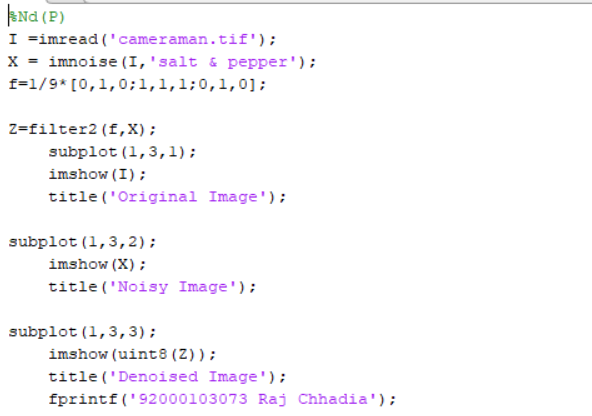 %Nd(P)
I =imread('cameraman.tif');
X = imnoise(I,'salt & pepper');
f=1/9*[0,1,0;1,1,1;0,1,0];
Z=filter2(f,X);
subplot(1,3,1);
imshow(I);
title('Original Image');
subplot(1,3,2);
imshow(X);
title('Noisy Image');
subplot(1,3,3);
imshow(uint8(Z));
title('Denoised Image');
fprintf('92000103073 Raj Chhadia');